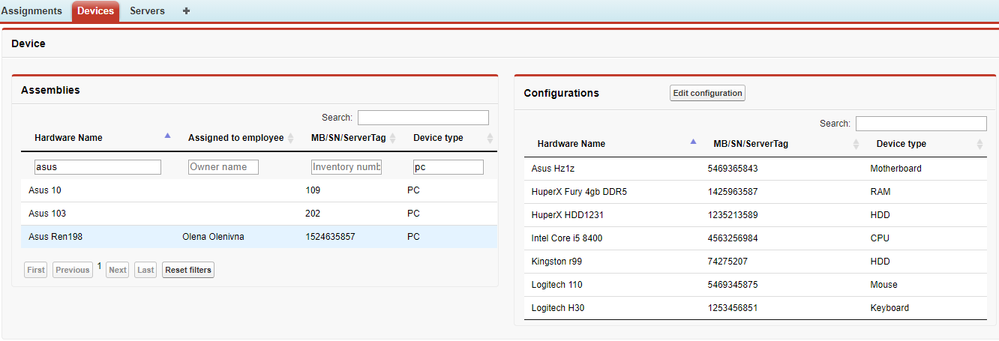 Assignments Devices Servers +
Device
Assemblies
Search:
Hardware Name Assigned to employee MB/SN/ServerTag Device type
asus Owner name Inventory numb pc
Asus 10 109 PC
Asus 103 202 PC
Asus Ren198 Olena Olenivna 1524635857 PC
First Previous 1 Next Last Reset filters
Configurations Edit configuration
Search:
Hardware Name MB/SN/ServerTag Device type
Asus Hz1z 5469365843 Motherboard
HuperX Fury 4gb DDR5 1425963587 RAM
HuperX HDD1231 1235213589 HDD
Intel Core i5 8400 4563256984 CPU
Kingston r99 74275207 HDD
Logitech 110 5469345875 Mouse
Logitech H30 1253456851 Keyboard